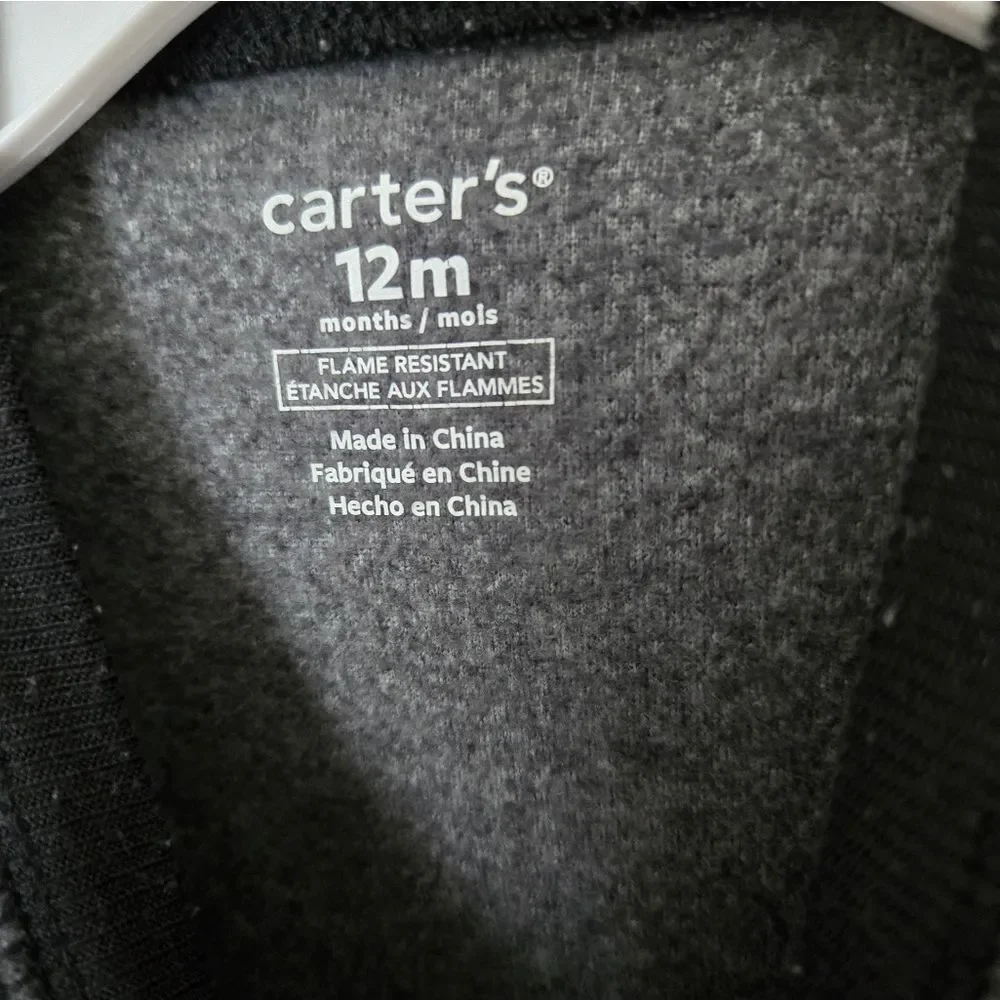 carter's®
12m
months / mois
FLAME RESISTANT
ÉTANCHE AUX FLAMMES
Made in China
Fabriqué en Chine
Hecho en China